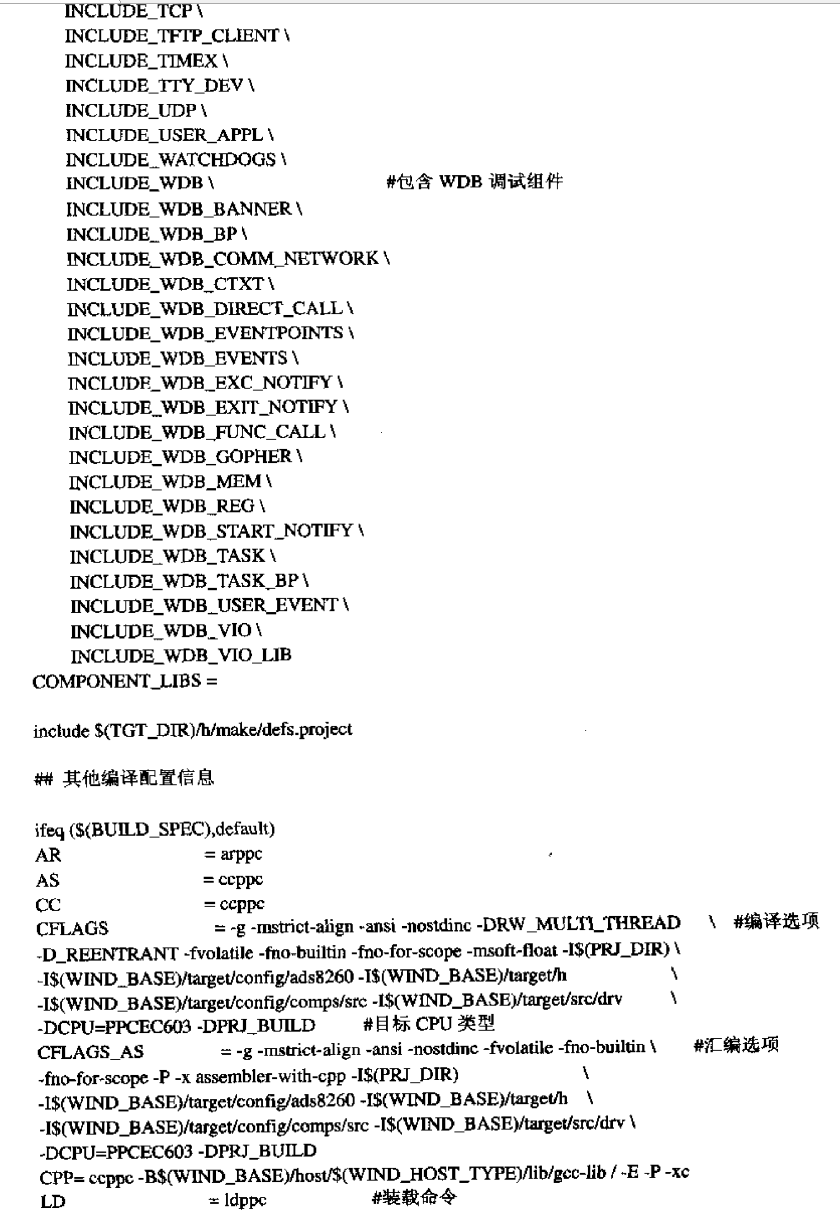 INCLUDE_TCP \
INCLUDE_TFTP_CLIENT \
INCLUDE_TIMEX \
INCLUDE_TTY_DEV \
INCLUDE_UDP \
INCLUDE_USER_APPL \
INCLUDE_WATCHDOGS \
INCLUDE_WDB \ #包含 WDB 调试组件
INCLUDE_WDB_BANNER \
INCLUDE_WDB_BP \
INCLUDE_WDB_COMM_NETWORK \
INCLUDE_WDB_CTXT \
INCLUDE_WDB_DIRECT_CALL \
INCLUDE_WDB_EVENTPOINTS \
INCLUDE_WDB_EVENTS \
INCLUDE_WDB_EXC_NOTIFY \
INCLUDE_WDB_EXIT_NOTIFY \
INCLUDE_WDB_FUNC_CALL \
INCLUDE_WDB_GOPHER \
INCLUDE_WDB_MEM \
INCLUDE_WDB_REG \
INCLUDE_WDB_START_NOTIFY \
INCLUDE_WDB_TASK \
INCLUDE_WDB_TASK_BP \
INCLUDE_WDB_USER_EVENT \
INCLUDE_WDB_VIO \
INCLUDE_WDB_VIO_LIB
COMPONENT_LIBS =
include $(TGT_DIR)/h/make/defs.project
## 其他编译配置信息
ifeq ($(BUILD_SPEC),default)
AR = arppc
AS = ccppc
CC = ccppc
CFLAGS = -g -mstrict-align -ansi -nostdinc -DRW_MULTI_THREAD \ #编译选项
-D_REENTRANT -fvolatile -fno-builtin -fno-for-scope -msoft-float -I$(PRJ_DIR) \
-I$(WIND_BASE)/target/config/ads8260 -I$(WIND_BASE)/target/h \
-I$(WIND_BASE)/target/config/comps/src -I$(WIND_BASE)/target/src/drv \
-DCPU=PPCEC603 -DPRJ_BUILD #目标 CPU 类型
CFLAGS_AS = -g -mstrict-align -ansi -nostdinc -fvolatile -fno-builtin \ #汇编选项
-fno-for-scope -P -x assembler-with-cpp -I$(PRJ_DIR) \
-I$(WIND_BASE)/target/config/ads8260 -I$(WIND_BASE)/target/h \
-I$(WIND_BASE)/target/config/comps/src -I$(WIND_BASE)/target/src/drv \
-DCPU=PPCEC603 -DPRJ_BUILD
CPP= ccppc -B$(WIND_BASE)/host/$(WIND_HOST_TYPE)/lib/gcc-lib / -E -P -xc
LD = ldppc #装载命令